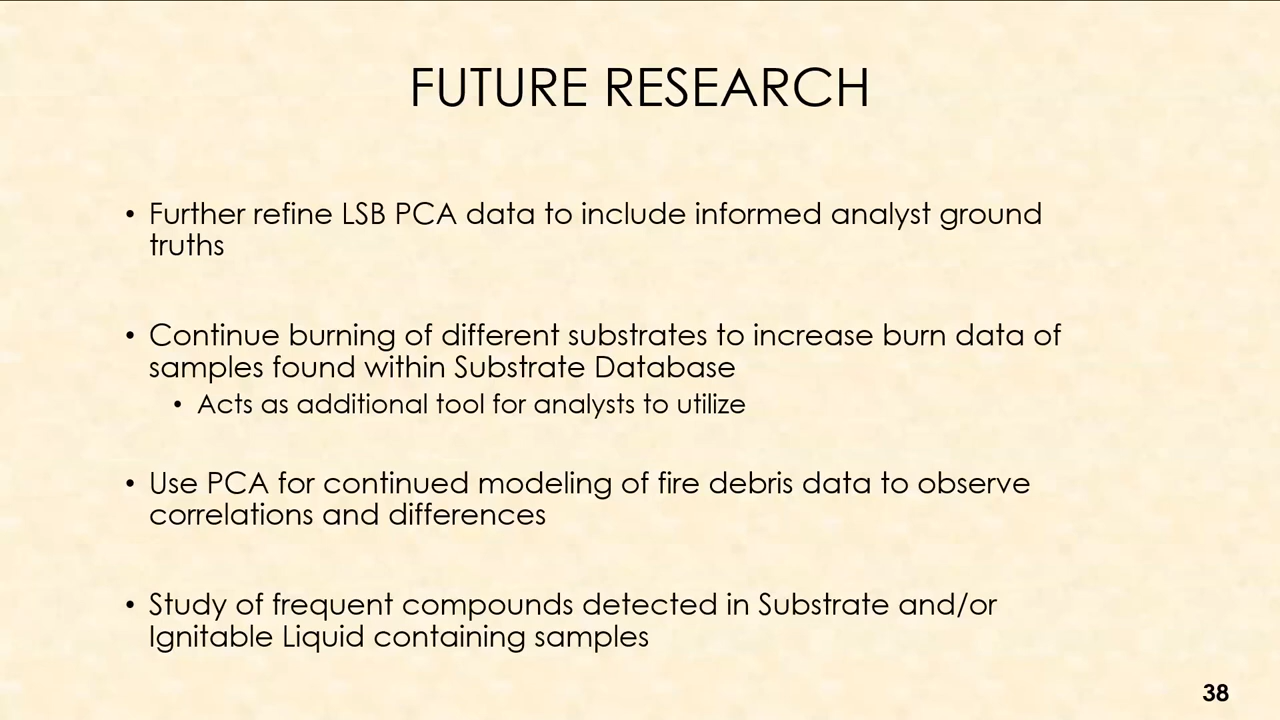 FUTURE RESEARCH
• Further refine LSB PCA data to include informed analyst ground
truths
• Continue burning of different substrates to increase burn data of
samples found within Substrate Database
• Acts as additional tool for analysts to utilize
• Use PCA for continued modeling of fire debris data to observe
correlations and differences
• Study of frequent compounds detected in Substrate and/or
Ignitable Liquid containing samples
38